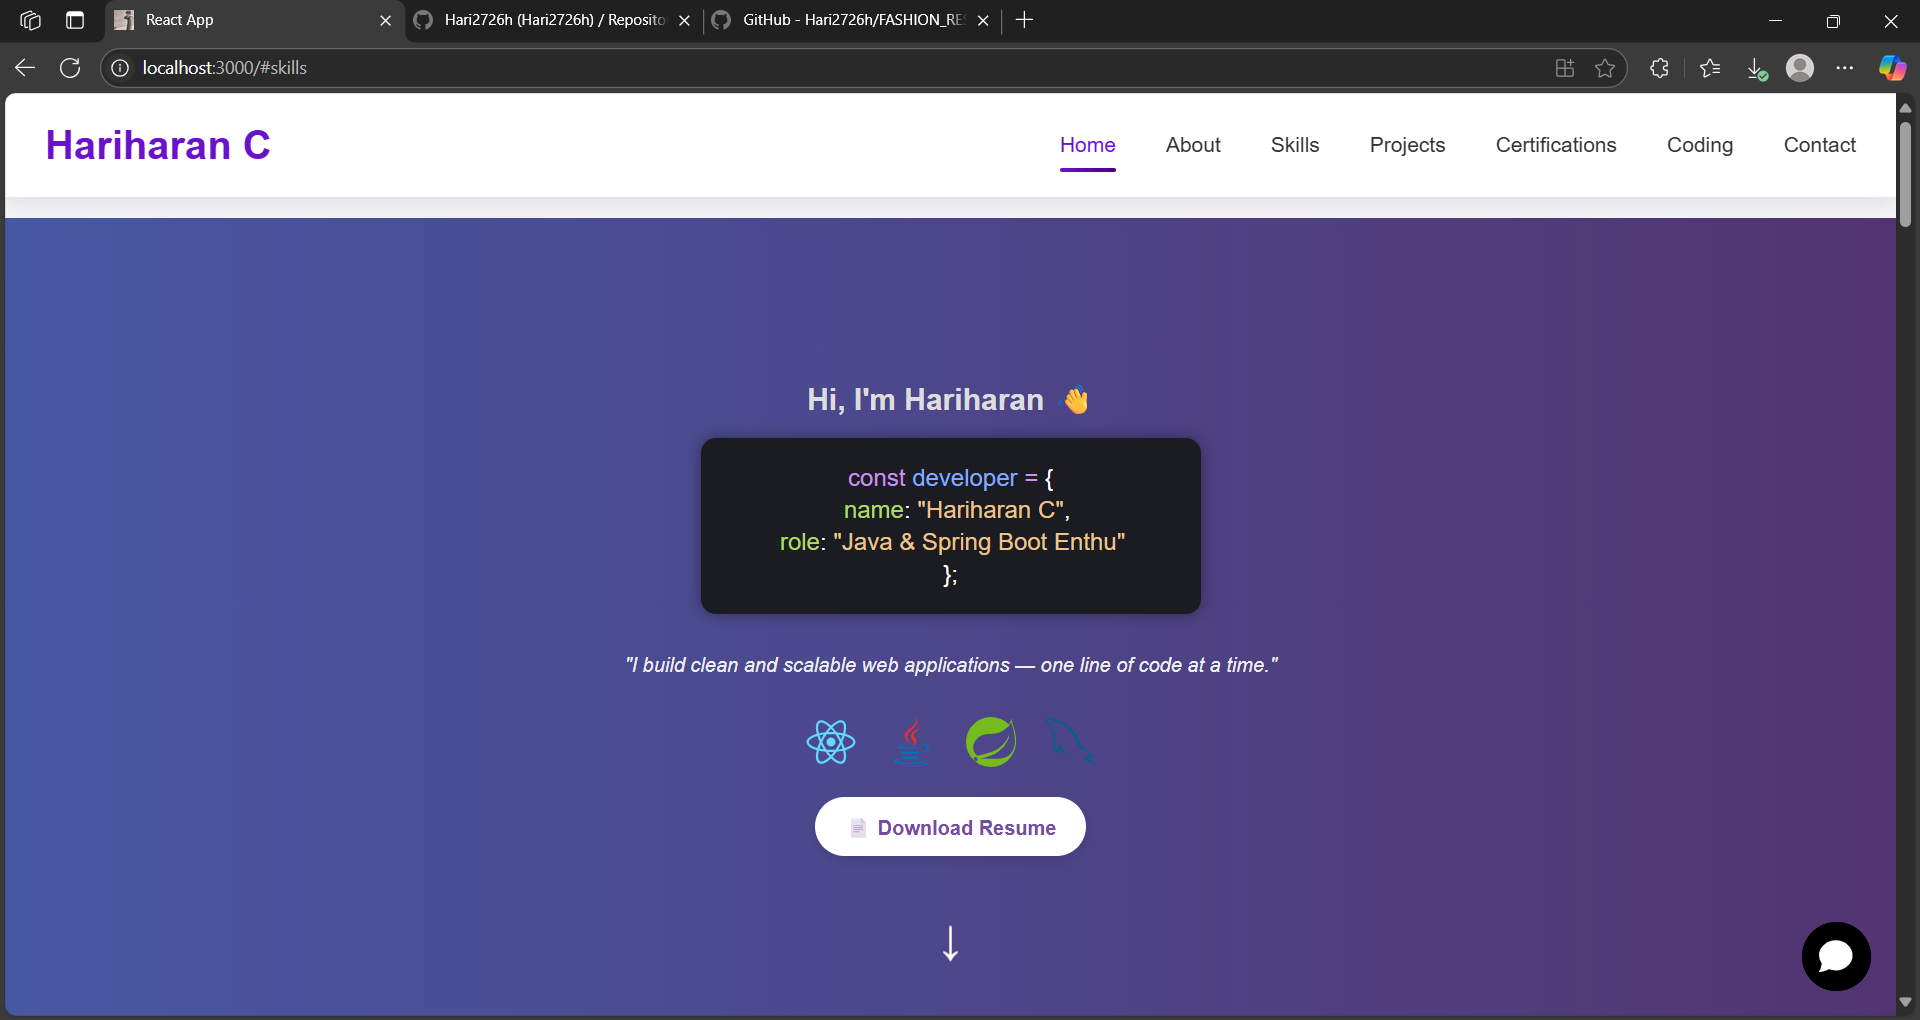 React App
Hari2726h (Hari2726h) / Reposito
GitHub - Hari2726h/FASHION_RES
localhost:3000/#skills
Hariharan C
Home About Skills Projects Certifications Coding Contact
Hi, I'm Hariharan 👋
const developer = {
name: "Hariharan C",
role: "Java & Spring Boot Enthu"
};
"I build clean and scalable web applications — one line of code at a time."
Download Resume
↓